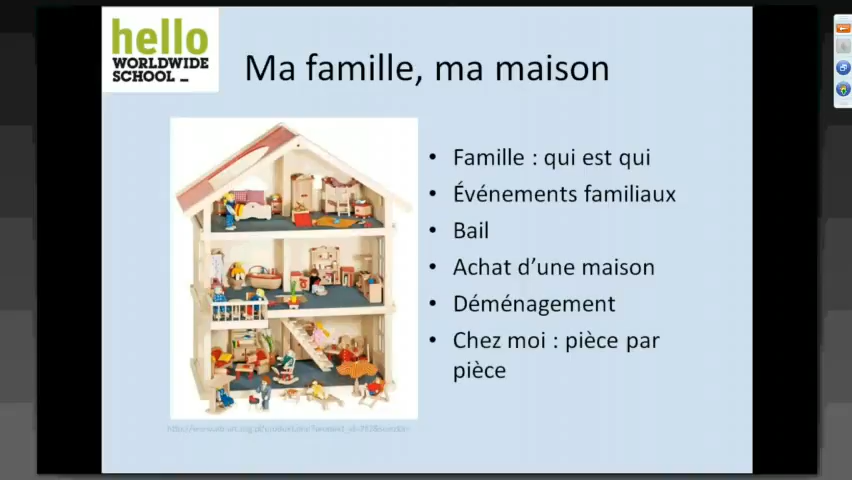 hello
WORLDWIDE
SCHOOL
Ma famille, ma maison
• Famille : qui est qui
• Événements familiaux
• Bail
• Achat d’une maison
• Déménagement
• Chez moi : pièce par
pièce